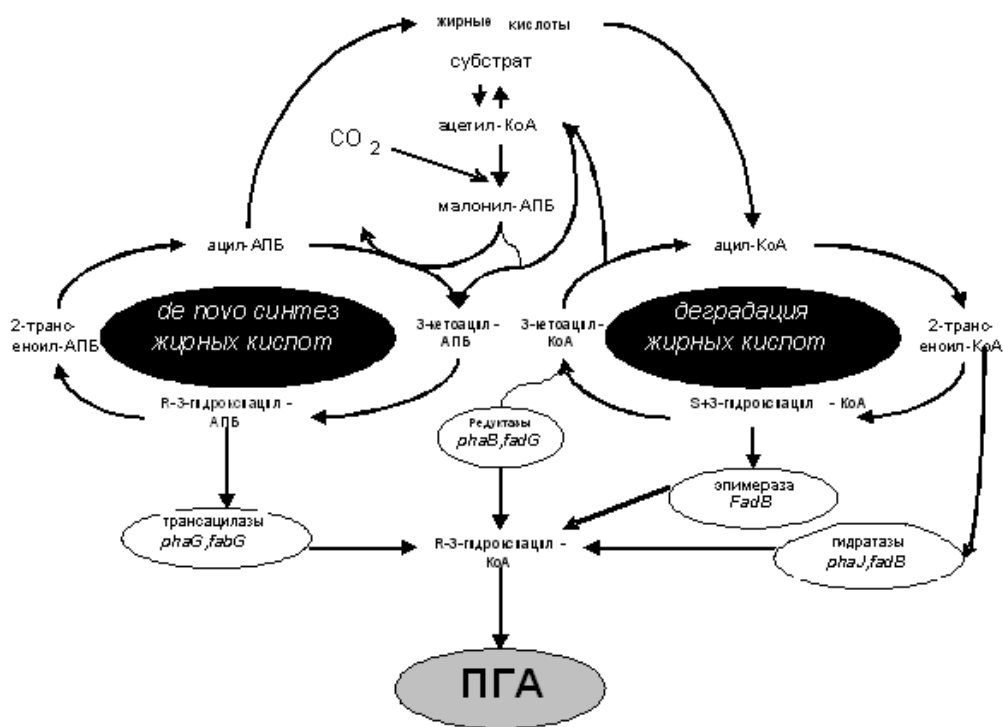 жирные кислоты
субстрат
ацетил-КоА
CO 2
малонил-АПБ
ацил-АПБ
ацил-КоА
de novo синтез
жирных кислот
деградация
жирных кислот
2-транс-
еноил-АПБ
3-кетоацил-
АПБ
3-кетоацил-
КоА
2-транс-
еноил-КоА
R-3-гидроксиацил -
АПБ
S+3-гидроксиацил - КоА
Редуктазы
phaB,fadG
эпимераза
FadB
трансацилазы
phaG,fabG
R-3-гидроксиацил -
КоА
гидратазы
phaJ,fadB
ПГА